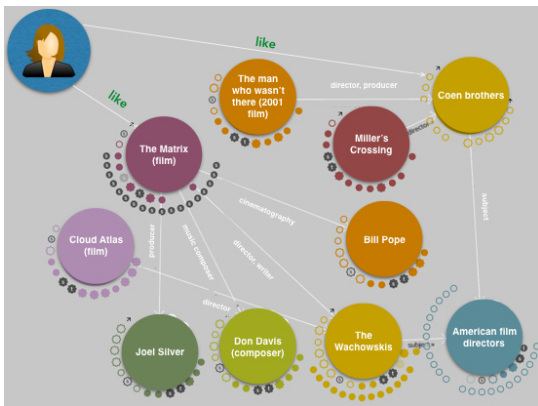 like
like
The man
who wasn't
there (2001
film)
director, producer
Coen brothers
Miller's
Crossing
director
The Matrix
(film)
subject
cinematography
Cloud Atlas
(film)
producer
music composer
director, writer
Bill Pope
director
Joel Silver
Don Davis
(composer)
The
Wachowskis
subject
American film
directors